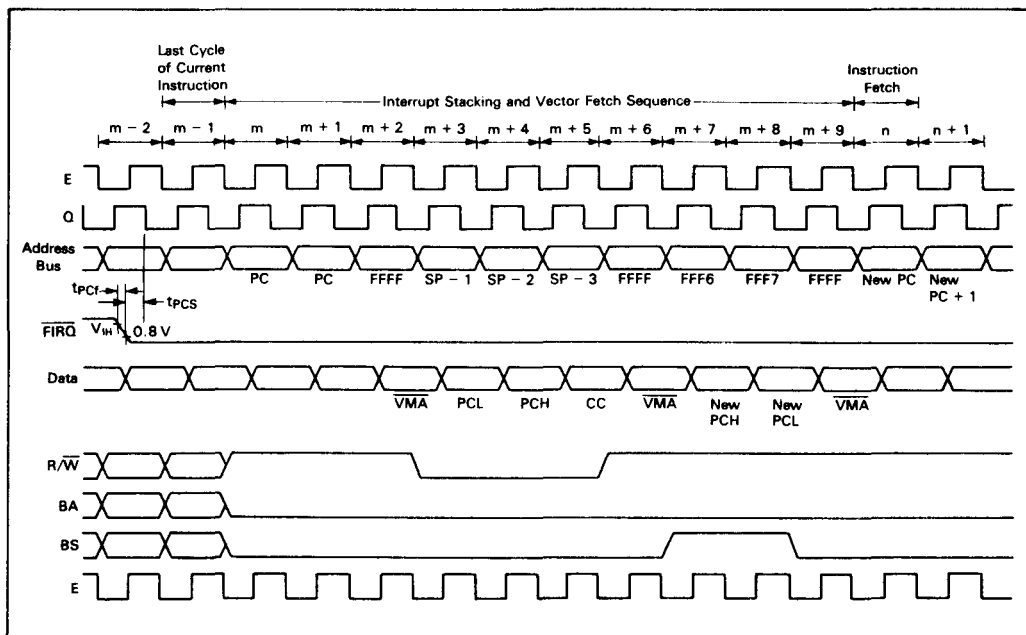 Last Cycle
of Current
Instruction
Interrupt Stacking and Vector Fetch Sequence
Instruction
Fetch
m - 2 m - 1 m m + 1 m + 2 m + 3 m + 4 m + 5 m + 6 m + 7 m + 8 m + 9 n n + 1
E
Q
Address
Bus
PC PC FFFF SP - 1 SP - 2 SP - 3 FFFF FFF6 FFF7 FFFF New PC New
PC + 1
tPCf
tPCS
FIRQ VIH 0.8 V
Data
VMA PCL PCH CC VMA New
PCH New
PCL VMA
R/W
BA
BS
E